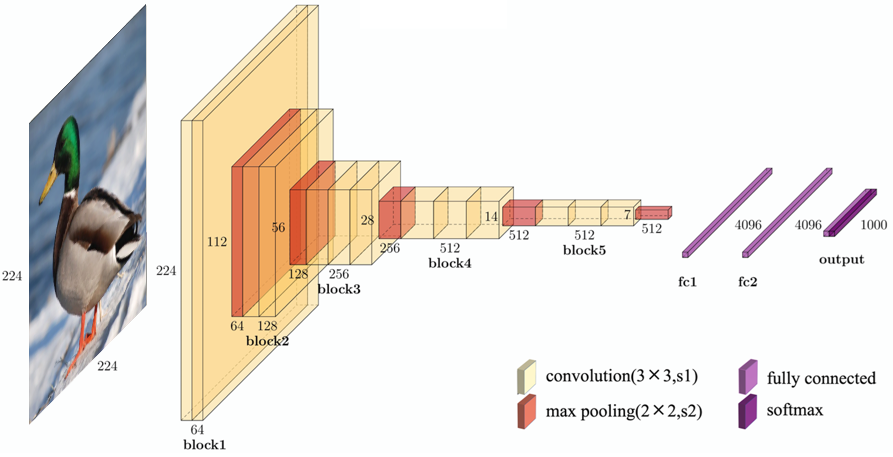 224
224
224
64
block1
112
64
128
block2
56
128
256
block3
28
256
512
block4
14
512
512
block5
7
512
4096
fc1
4096
fc2
1000
output
convolution(3×3,s1)
max pooling(2×2,s2)
fully connected
softmax